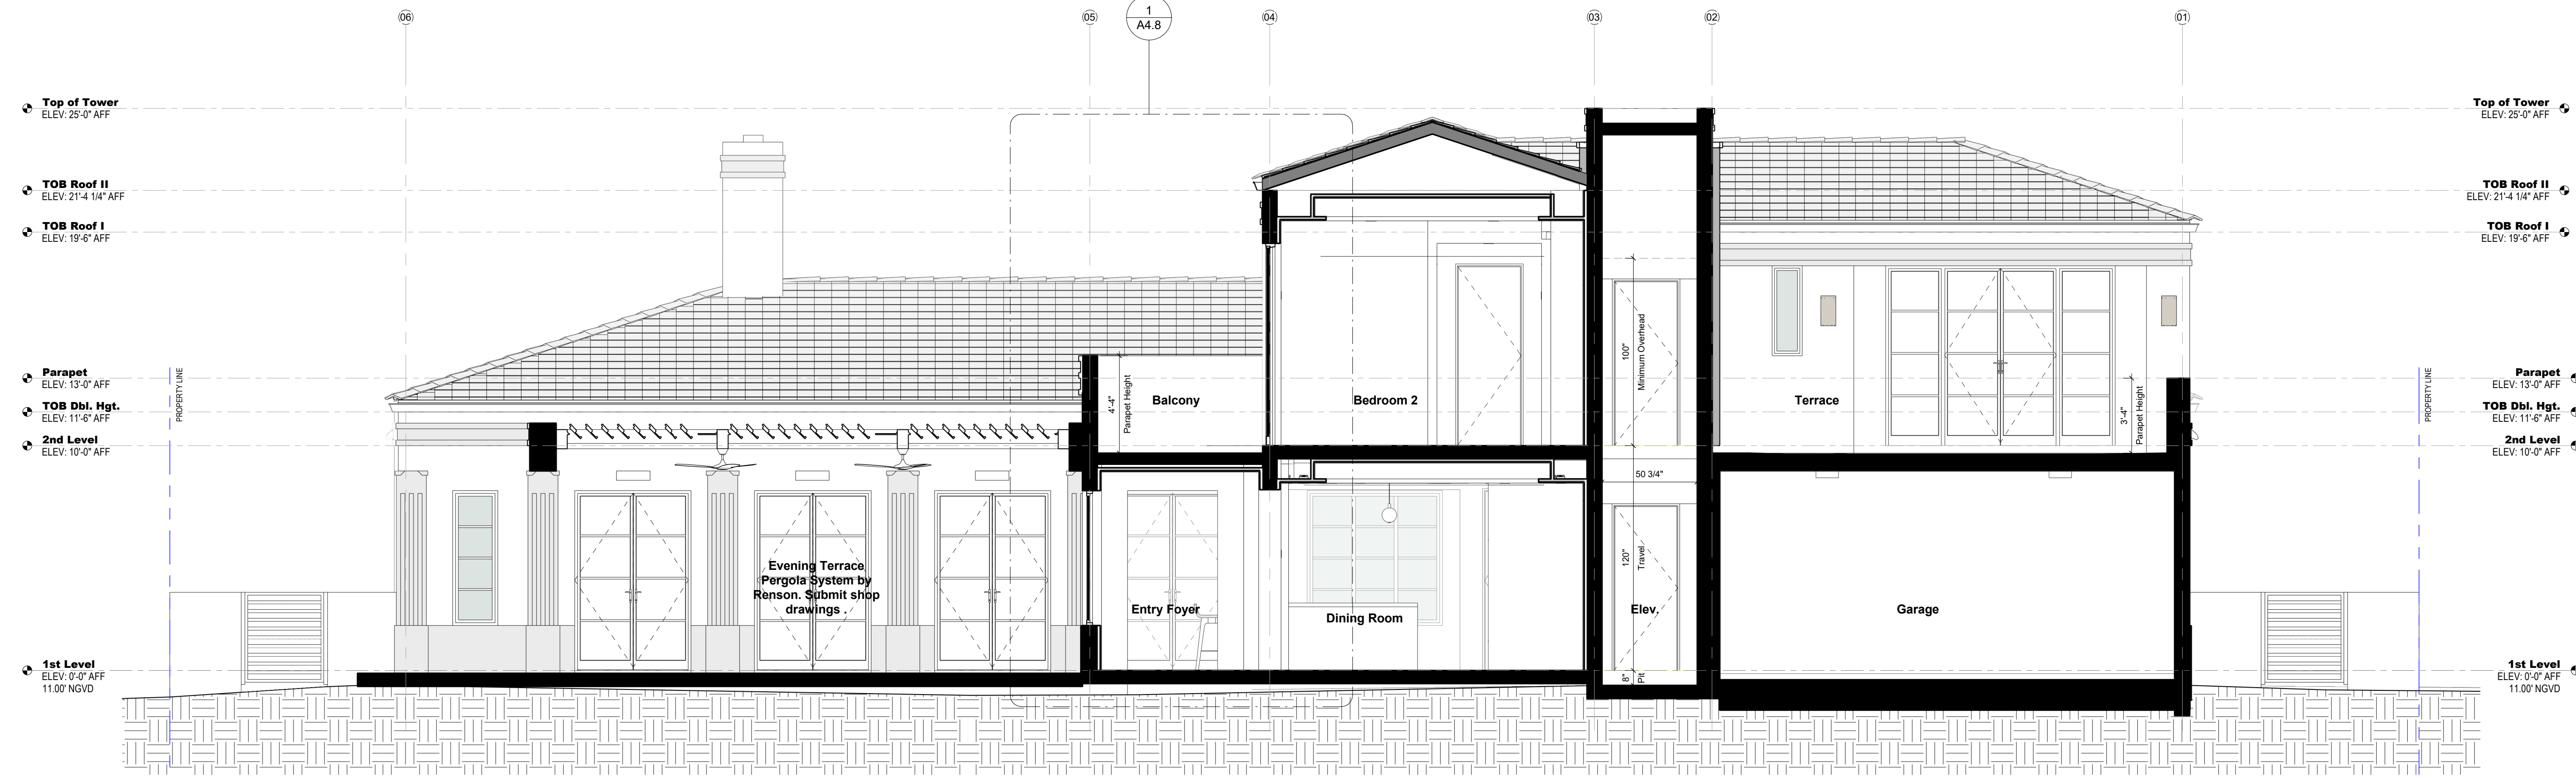 (06)
(05)
1
A4.8
(04)
(03)
(02)
(01)
Top of Tower
ELEV: 25'-0" AFF
TOB Roof II
ELEV: 21'-4 1/4" AFF
TOB Roof I
ELEV: 19'-6" AFF
Parapet
ELEV: 13'-0" AFF
TOB Dbl. Hgt.
ELEV: 11'-6" AFF
2nd Level
ELEV: 10'-0" AFF
1st Level
ELEV: 0'-0" AFF
11.00' NGVD
PROPERTY LINE
Evening Terrace
Pergola System by
Renson. Submit shop
drawings .
4'-4"
Parapet Height
Balcony
Bedroom 2
Entry Foyer
Dining Room
100"
Minimum Overhead
50 3/4"
120"
Travel
Elev.
8"
Pit
Terrace
3'-4"
Parapet Height
Garage
PROPERTY LINE
Top of Tower
ELEV: 25'-0" AFF
TOB Roof II
ELEV: 21'-4 1/4" AFF
TOB Roof I
ELEV: 19'-6" AFF
Parapet
ELEV: 13'-0" AFF
TOB Dbl. Hgt.
ELEV: 11'-6" AFF
2nd Level
ELEV: 10'-0" AFF
1st Level
ELEV: 0'-0" AFF
11.00' NGVD